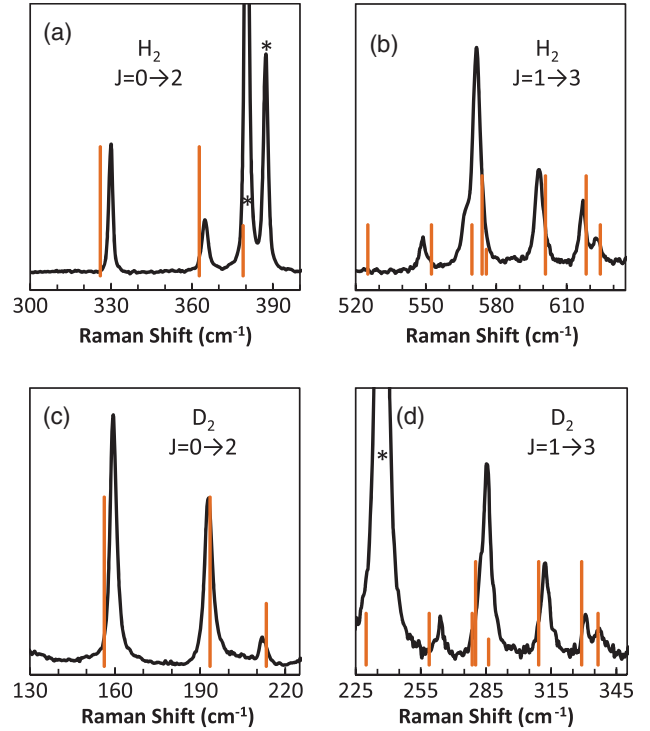 (a)
H₂
J=0→2
*
*
300 330 360 390
Raman Shift (cm⁻¹)
(b)
H₂
J=1→3
520 550 580 610
Raman Shift (cm⁻¹)
(c)
D₂
J=0→2
130 160 190 220
Raman Shift (cm⁻¹)
(d)
D₂
J=1→3
*
225 255 285 315 345
Raman Shift (cm⁻¹)